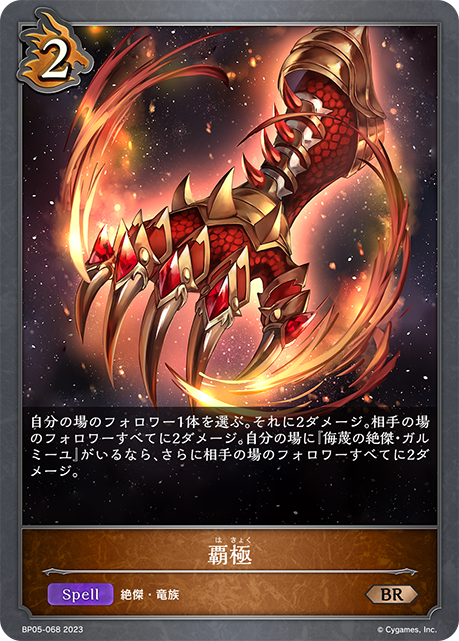 2
自分の場のフォロワー1体を選ぶ。それに2ダメージ。相手の場
のフォロワーすべてに2ダメージ。自分の場に『侮蔑の絶傑・ガル
ミーユ』がいるなら、さらに相手の場のフォロワーすべてに2ダ
メージ。
は きょく
覇極
Spell 絶傑・竜族 BR
BP05-068 2023 © Cygames, Inc.